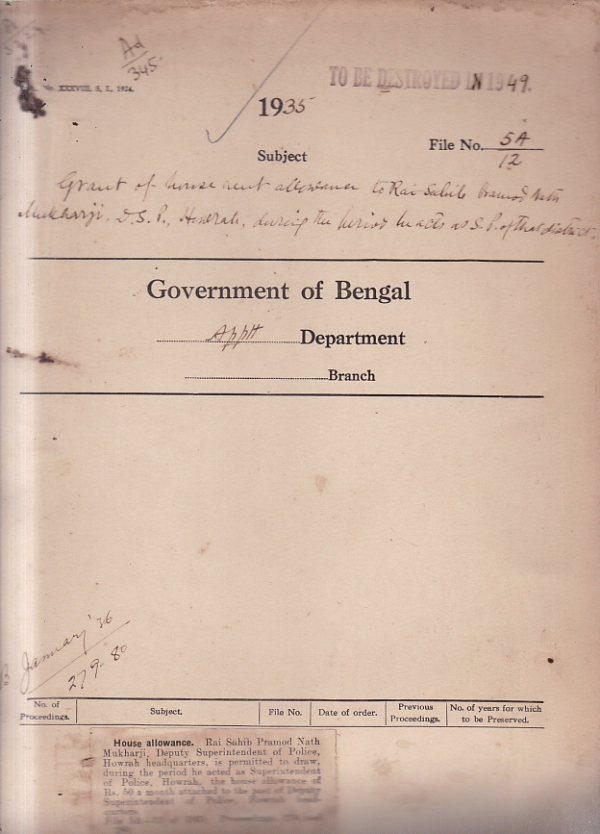 Ad
345
TO BE DESTROYED IN 1949.
XXXVIII. 8, I., 1924.
1935
File No. 5A
12
Subject
Grant of house rent allowance to Rai Sahib Pramod Nath
Mukharji, D.S.P., Howrah, during the period he acts as S.P. of that district.
Government of Bengal
Apptt Department
Branch
January '36
279-80
No. of Proceedings. Subject. File No. Date of order. Previous Proceedings. No. of years for which to be Preserved.
House allowance. Rai Sahib Pramod Nath
Mukharji, Deputy Superintendent of Police,
Howrah headquarters, is permitted to draw,
during the period he acted as Superintendent
of Police, Howrah, the house allowance of
Rs. 50 a month attached to the post of Deputy
Superintendent of Police, Howrah head-
quarters.